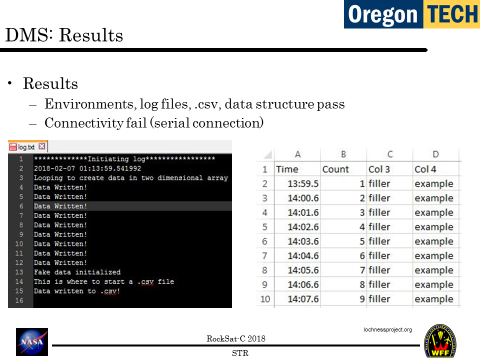 Oregon TECH
DMS: Results
• Results
– Environments, log files, .csv, data structure pass
– Connectivity fail (serial connection)
log.txt
1 *************Initiating log*****************
2 2018-02-07 01:13:59.541992
3 Looping to create data in two dimensional array
4 Data Written!
5 Data Written!
6 Data Written!
7 Data Written!
8 Data Written!
9 Data Written!
10 Data Written!
11 Data Written!
12 Data Written!
13 Fake data initialized
14 This is where to start a .csv file
15 Data written to .csv!
16
A B C D
1 Time Count Col 3 Col 4
2 13:59.5 1 filler example
3 14:00.6 2 filler example
4 14:01.6 3 filler example
5 14:02.6 4 filler example
6 14:03.6 5 filler example
7 14:04.6 6 filler example
8 14:05.6 7 filler example
9 14:06.6 8 filler example
10 14:07.6 9 filler example
lochnessproject.org
NASA
RockSat-C 2018
STR
WFF